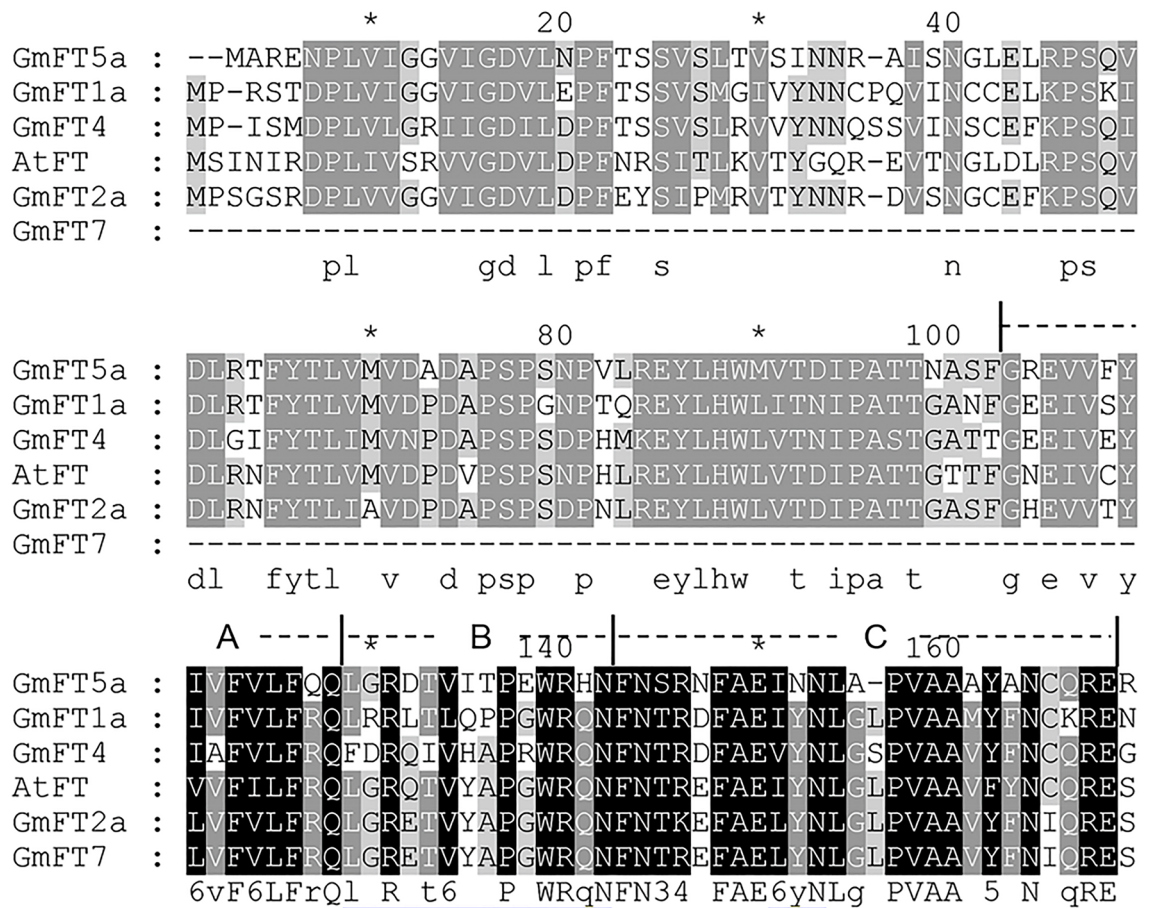 * 20 * 40
GmFT5a : --MARENPLVIGGVIGDVLNPFTSSVSLTVSINNR-AISNGLELRPSQV
GmFT1a : MP-RSTDPLVIGGVIGDVLEPFTSSVSMGIVYNNCPQVINCCELKPSKI
GmFT4 : MP-ISMDPLVLGRIIGDILDPFTSSVSLRVVYNNQSSVINSCEFKPSQI
AtFT : MSINIRDPLIVSRVVGDVLDPFNRSITLKVTYGQR-EVTNGLDLRPSQV
GmFT2a : MPSGSRDPLVVGGVIGDVLDPFEYSIPMRVTYNNR-DVSNGCEFKPSQV
GmFT7 : -------------------------------------------------
pl gd l pf s n ps
* 80 * 100
GmFT5a : DLRTFYTLVMVDADAPSPSNPVLREYLHWMVTDIPATTNASFGREVVFY
GmFT1a : DLRTFYTLVMVDPDAPSPGNPTQREYLHWLITNIPATTGANFGEEIVSY
GmFT4 : DLGIFYTLIMVNPDAPSPSDPHMKEYLHWLVTNIPASTGATTGEEIVEY
AtFT : DLRNFYTLVMVDPDVPSPSNPHLREYLHWLVTDIPATTGTTFGNEIVCY
GmFT2a : DLRNFYTLIAVDPDAPSPSDPNLREYLHWLVTDIPATTGASFGHEVVTY
GmFT7 : -------------------------------------------------
dl fytl v d psp p eylhw t ipa t g e v y
A B C
* 140 * 160
GmFT5a : IVFVLFQQLGRDTVITPEWRHNFNSRNFAEINNLA-PVAAAYANCQRER
GmFT1a : IVFVLFRQLRRLTLQPPGWRQNFNTRDFAEIYNLGLPVAAMYFNCKREN
GmFT4 : IAFVLFRQFDRQIVHAPRWRQNFNTRDFAEVYNLGSPVAAVYFNCQREG
AtFT : VVFILFRQLGRQTVYAPGWRQNFNTREFAEIYNLGLPVAAVFYNCQRES
GmFT2a : LVFVLFRQLGRETVYAPGWRQNFNTKEFAELYNLGLPVAAVYFNIQRES
GmFT7 : LVFVLFRQLGRETVYAPGWRQNFNTREFAELYNLGLPVAAVYFNIQRES
6vF6LFrQl R t6 P WRqNFN34 FAE6yNLg PVAA 5 N qRE